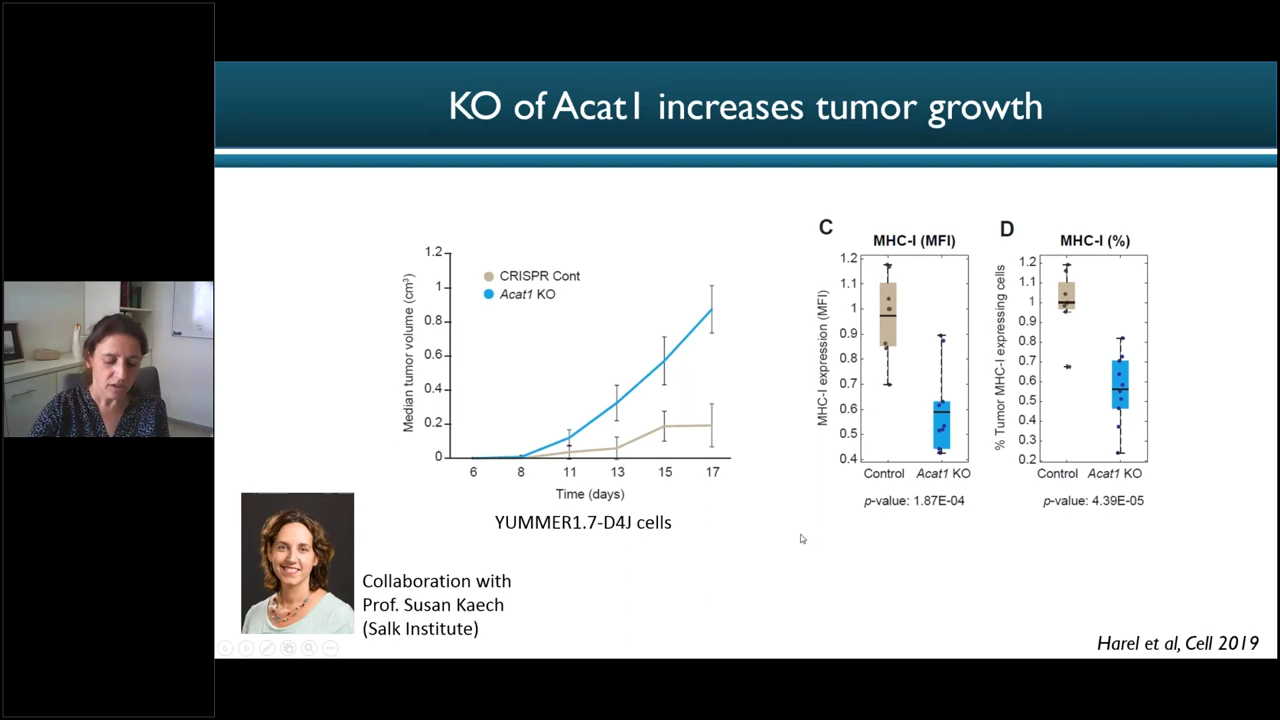 KO of Acat1 increases tumor growth
CRISPR Cont
Acat1 KO
Median tumor volume (cm³)
1.2
1
0.8
0.6
0.4
0.2
0
6 8 11 13 15 17
Time (days)
YUMMER1.7-D4J cells
C
MHC-I (MFI)
MHC-I expression (MFI)
1.2
1.1
1
0.9
0.8
0.7
0.6
0.5
0.4
Control Acat1 KO
p-value: 1.87E-04
D
MHC-I (%)
% Tumor MHC-I expressing cells
1.2
1.1
1
0.9
0.8
0.7
0.6
0.5
0.4
0.3
0.2
Control Acat1 KO
p-value: 4.39E-05
Collaboration with
Prof. Susan Kaech
(Salk Institute)
Harel et al, Cell 2019